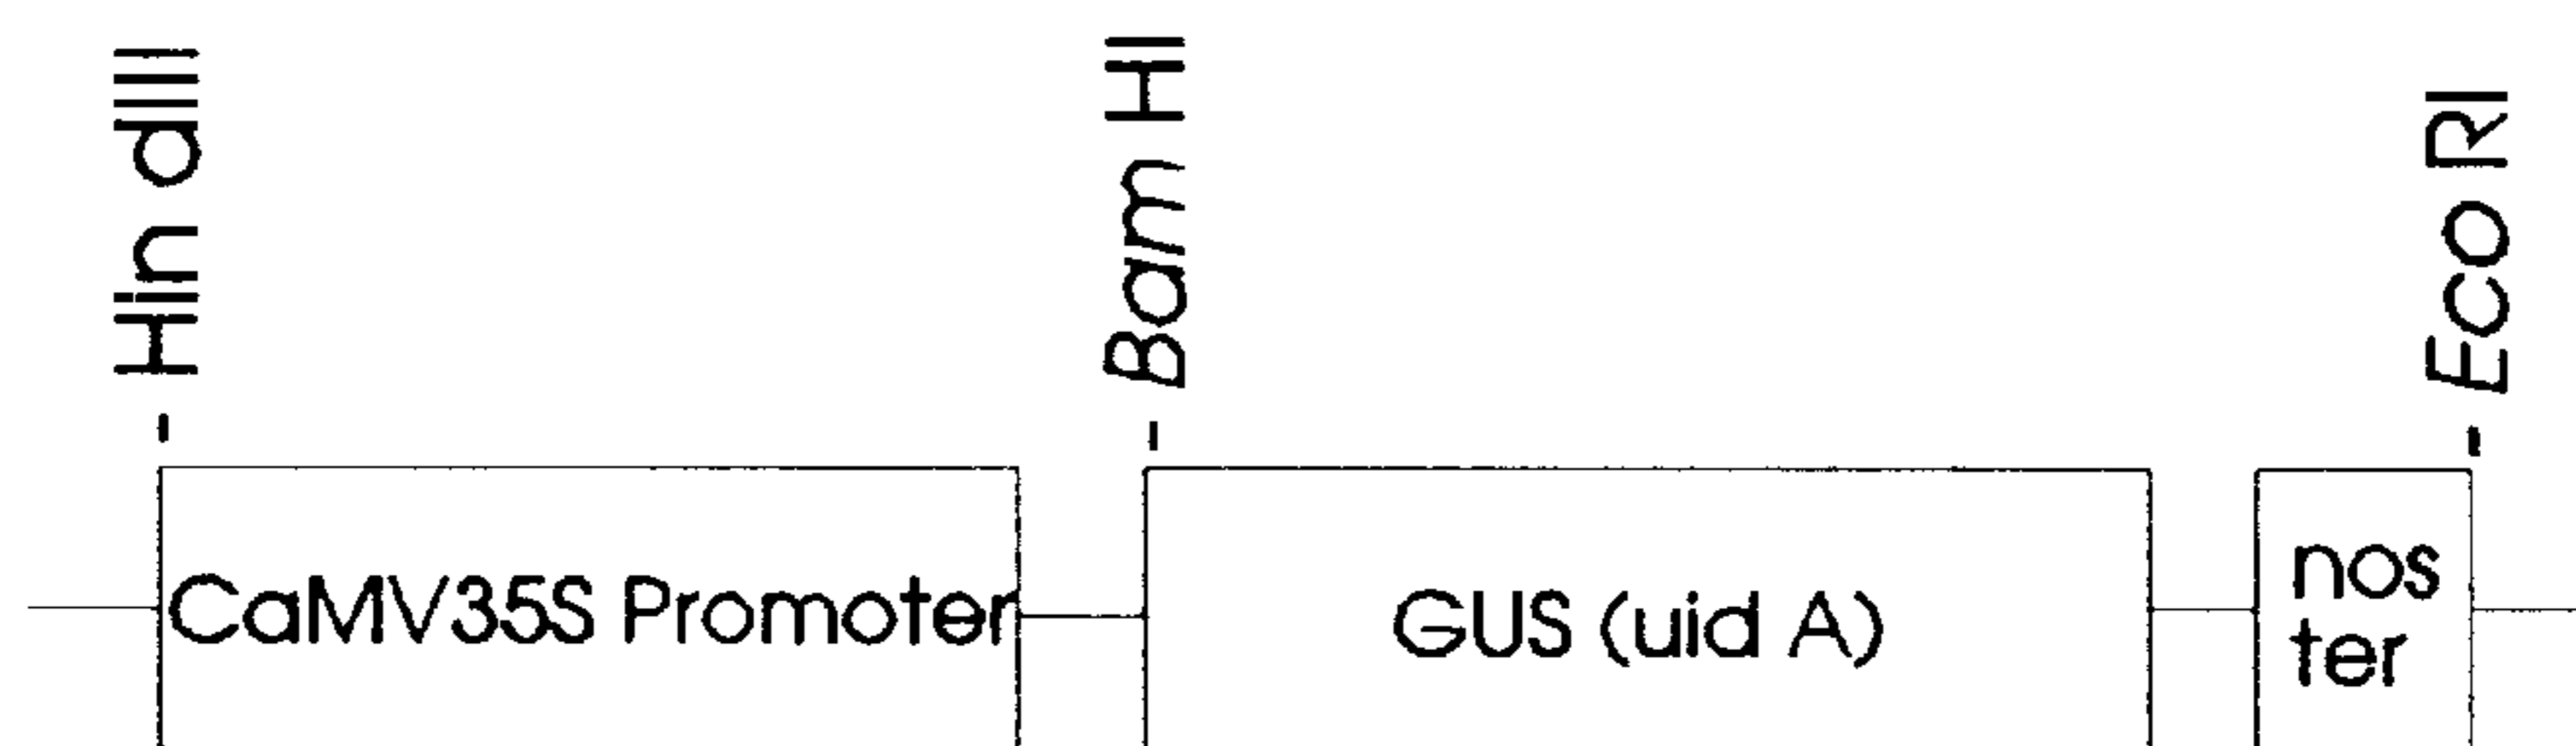 Hin dIII
Bam HI
Eco RI
CaMV35S Promoter
GUS (uid A)
nos
ter